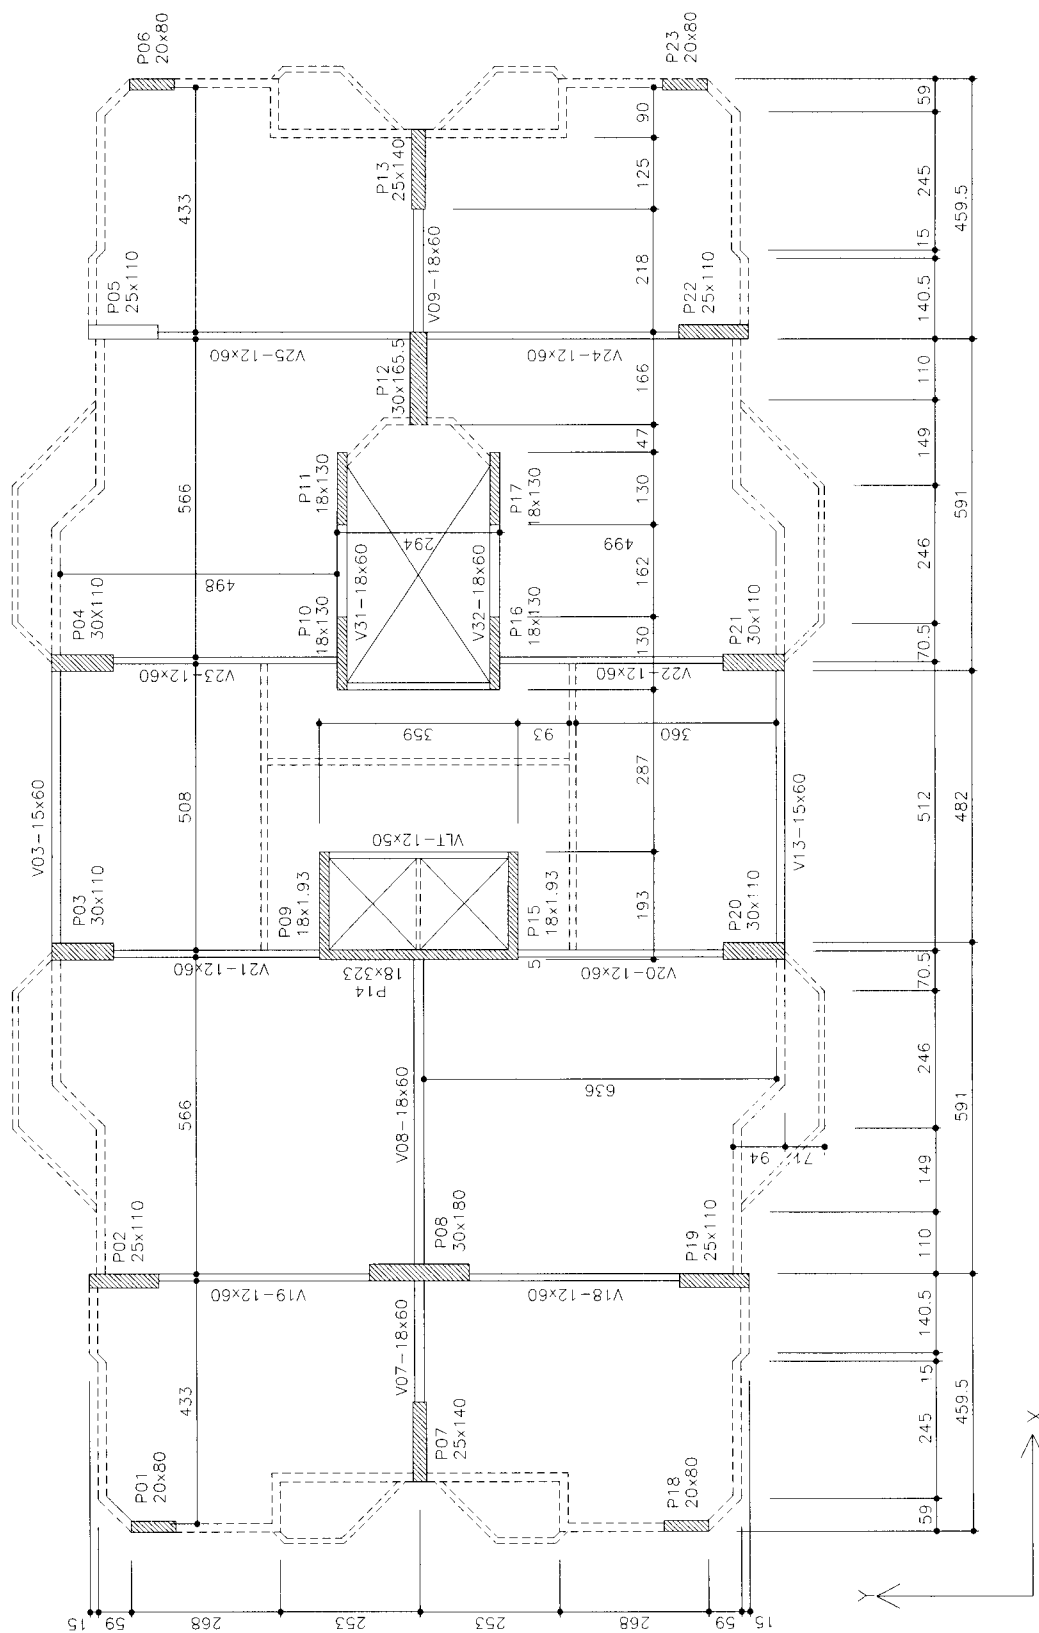 P06
20x80
P23
20x80
433
P13
25x140
90
125
59
245
459.5
15
P05
25x110
V09-18x60
218
P22
25x110
140.5
V25-12x60
V24-12x60
P12
30x165.5
166
110
47
149
P11
18x130
P17
18x130
130
566
294
499
591
V31-18x60
V32-18x60
162
246
498
P04
30X110
P10
18x130
P16
18x130
130
P21
30x110
70.5
V23-12x60
V22-12x60
359
93
360
287
V03-15x60
508
VLT-12x50
V13-15x60
512
482
P03
30x110
P09
18x1.93
P15
18x1.93
193
P20
30x110
V21-12x60
P14
18x323
5
V20-12x60
70.5
246
566
V08-18x60
636
591
94
71
149
P02
25x110
P08
30x180
P19
25x110
110
V19-12x60
V18-12x60
V07-18x60
140.5
15
433
P07
25x140
245
459.5
P01
20x80
P18
20x80
59
15
59
268
253
253
268
59
15
X
Y